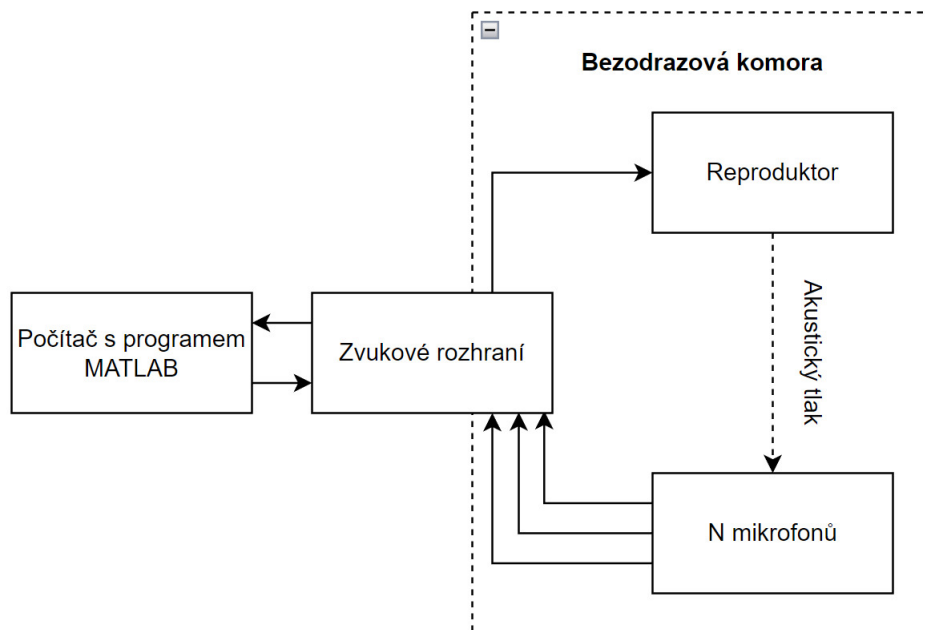 Bezodrazová komora
Reproduktor
Akustický tlak
Počítač s programem
MATLAB
Zvukové rozhraní
N mikrofonů